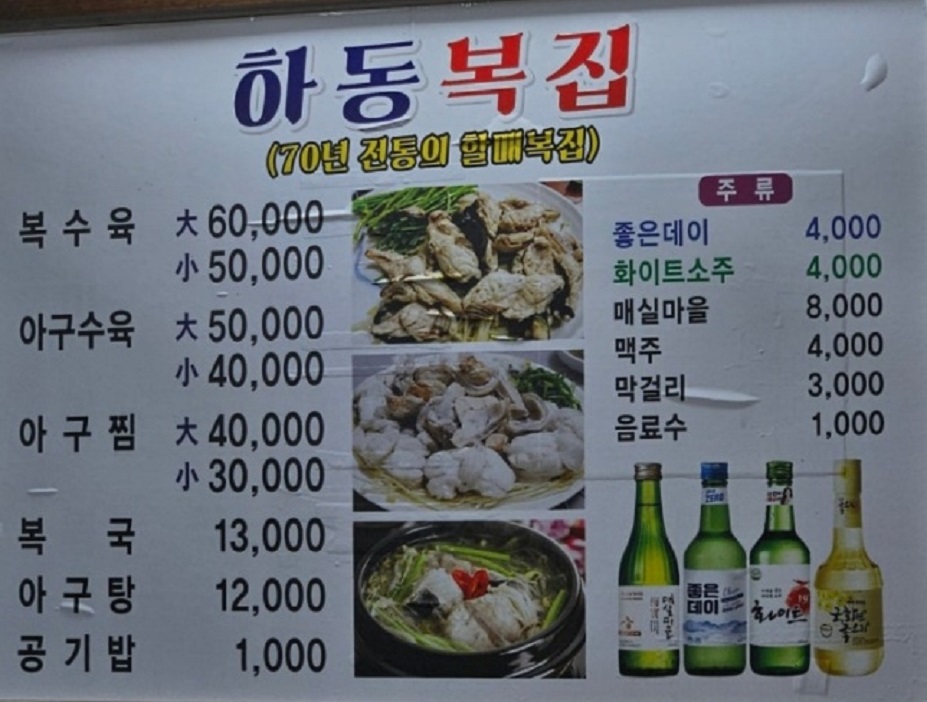 하동복집
(70년 전통의 할매복집)
복수육 大 60,000
小 50,000
아구수육 大 50,000
小 40,000
아구찜 大 40,000
小 30,000
복국 13,000
아구탕 12,000
공기밥 1,000
주류
좋은데이 4,000
화이트소주 4,000
매실마을 8,000
맥주 4,000
막걸리 3,000
음료수 1,000
매실마을
좋은
데이
화이트